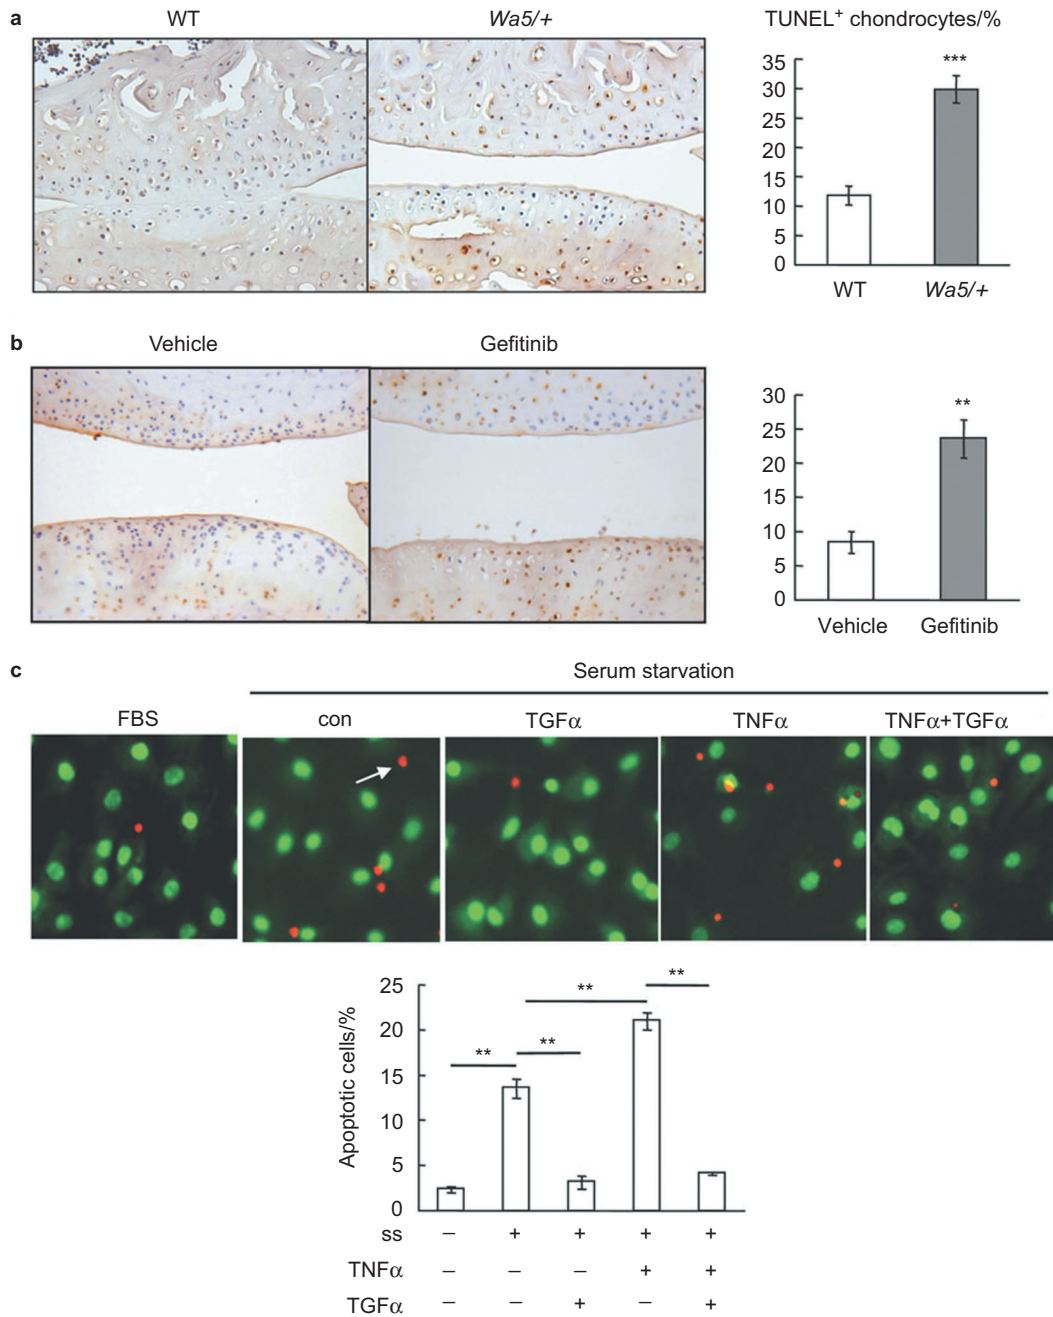 a
WT
Wa5/+
TUNEL+ chondrocytes/%
35
30
25
20
15
10
5
0
***
WT
Wa5/+
b
Vehicle
Gefitinib
30
25
20
15
10
5
0
**
Vehicle
Gefitinib
c
Serum starvation
FBS
con
TGFα
TNFα
TNFα+TGFα
Apoptotic cells/%
25
20
15
10
5
0
**
**
**
**
ss – + + + +
TNFα – – – + +
TGFα – – + – +